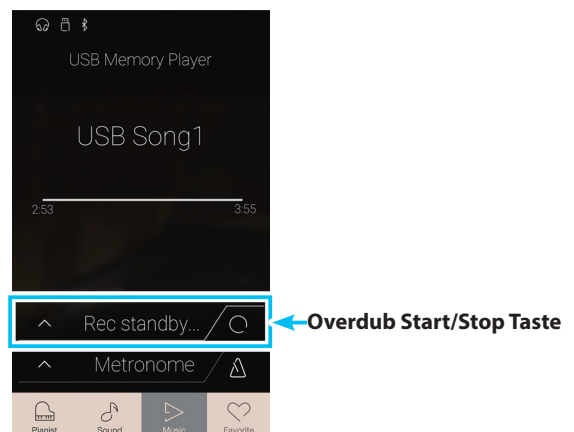 USB Memory Player
USB Song1
2:53 3:55
Rec standby...
Overdub Start/Stop Taste
Metronome
Pianist Sound Music Favorite